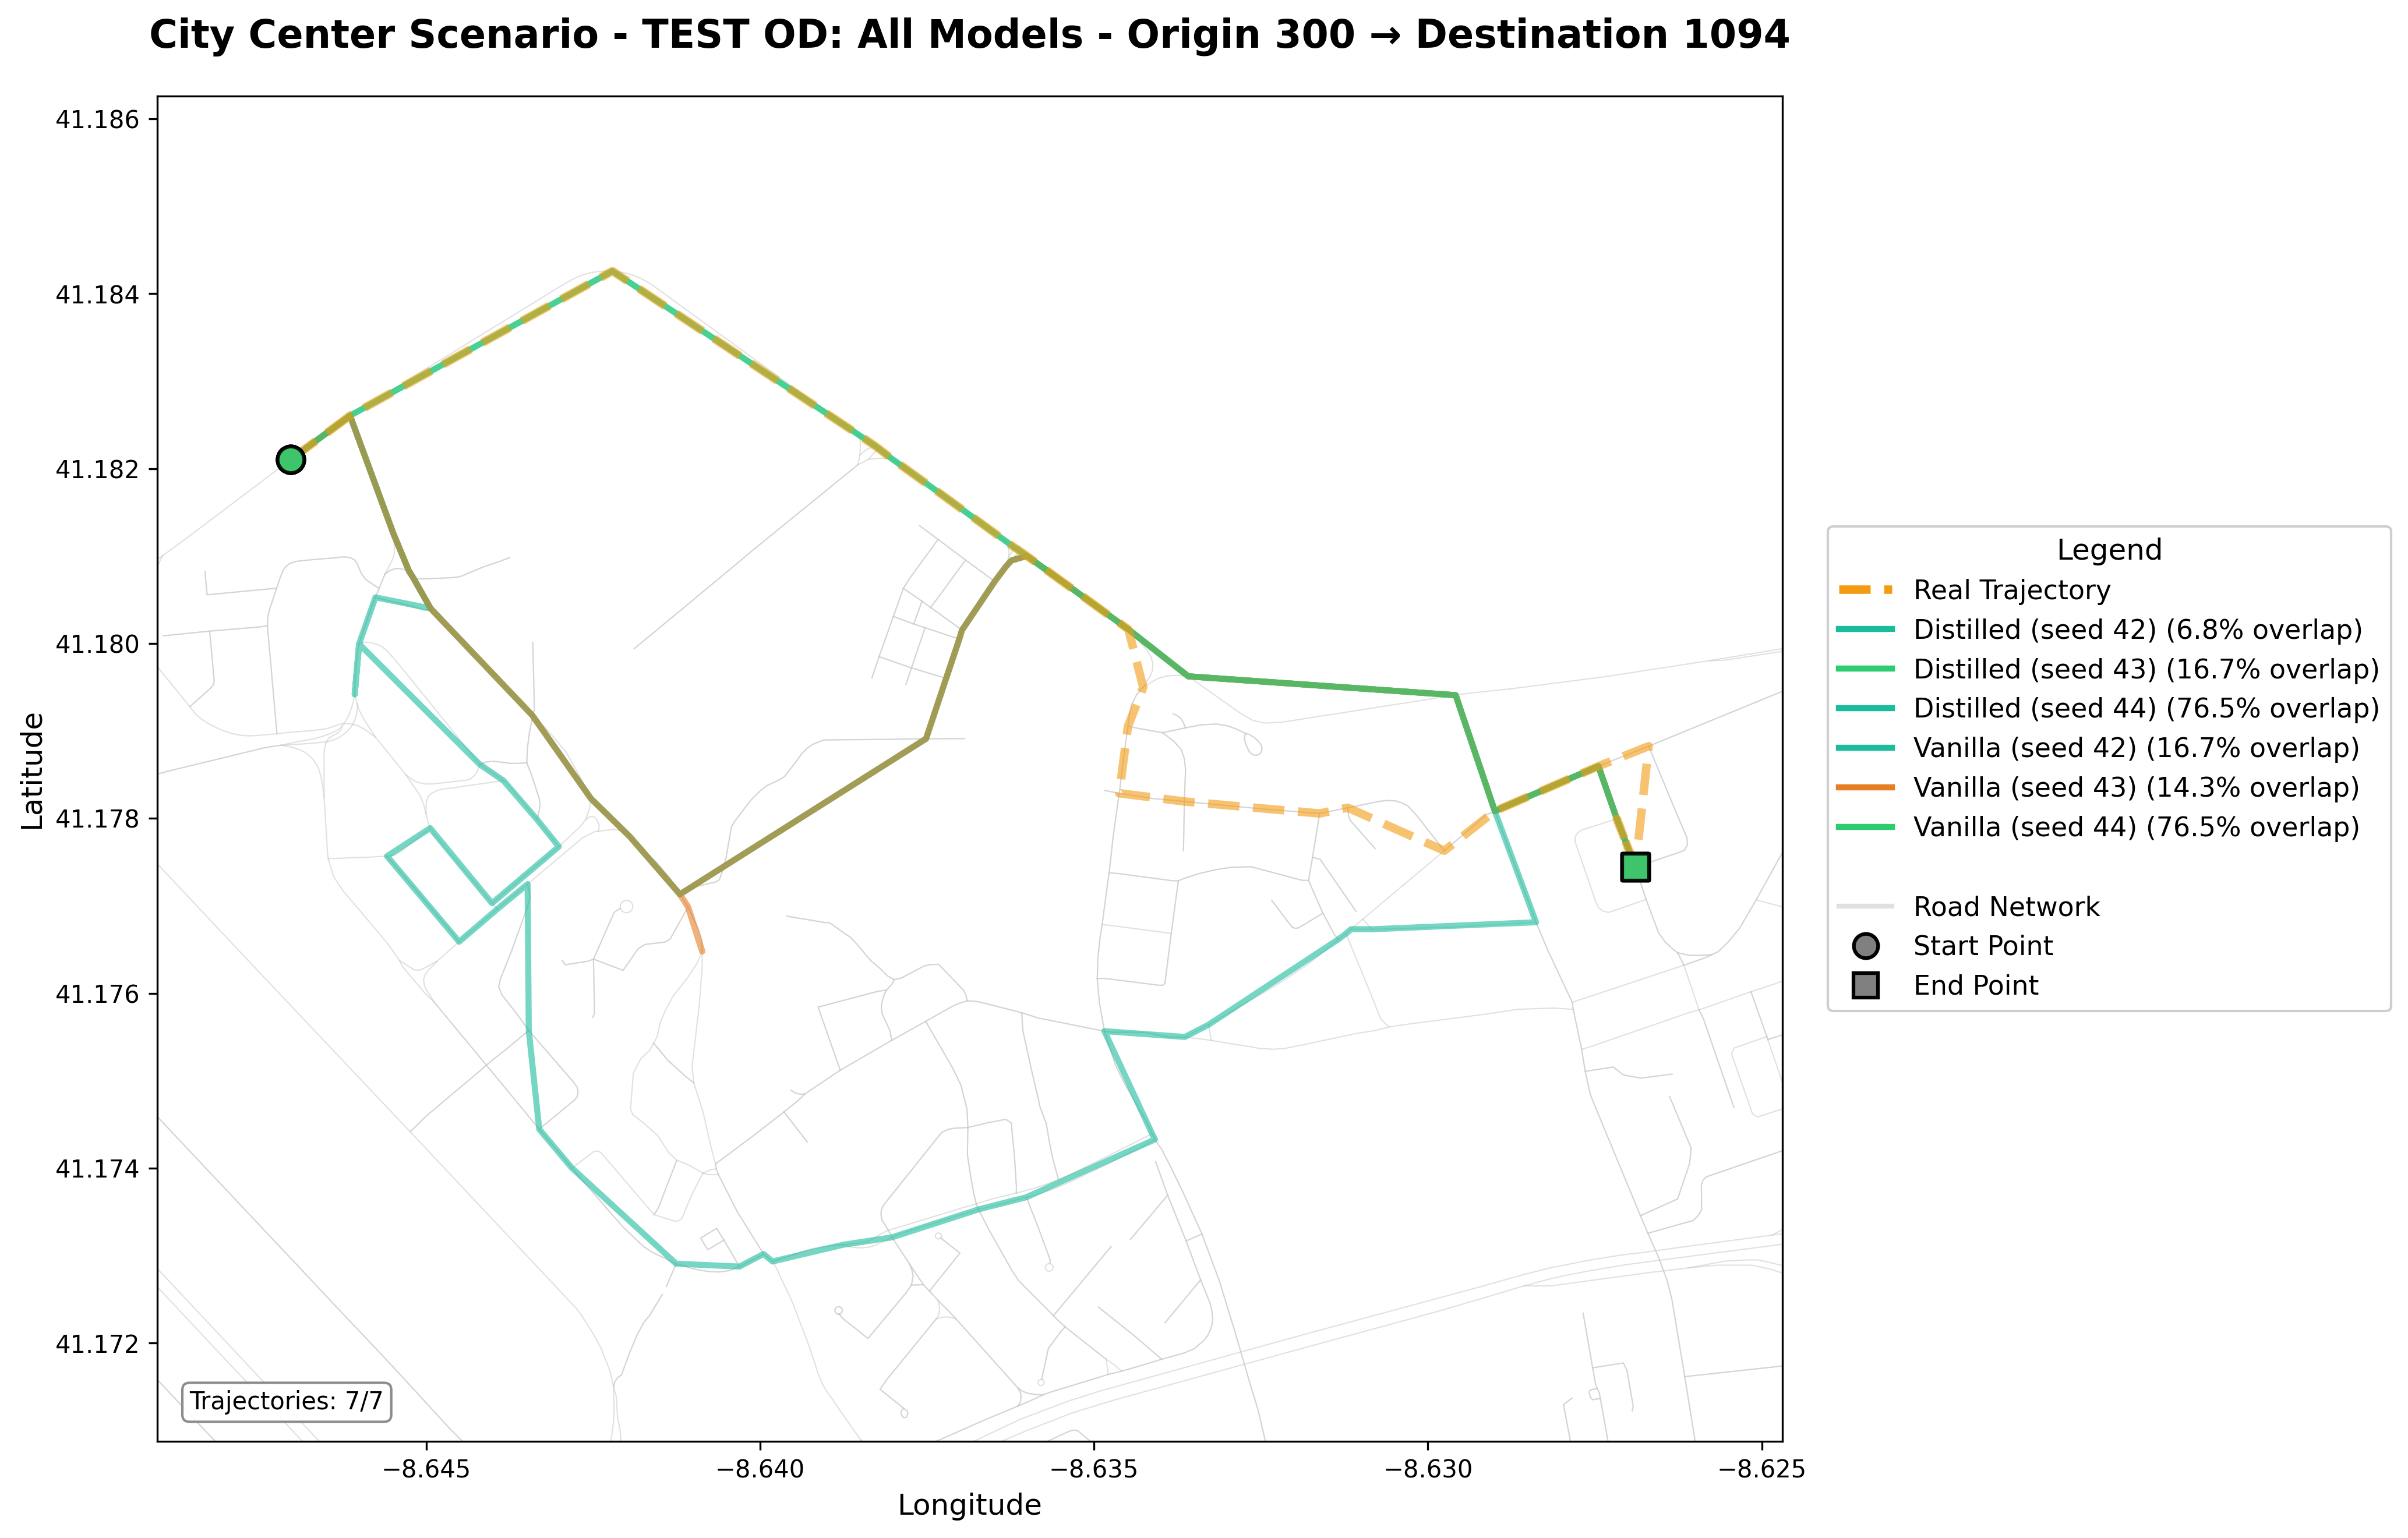 City Center Scenario - TEST OD: All Models - Origin 300 → Destination 1094
Latitude
41.186
41.184
41.182
41.180
41.178
41.176
41.174
41.172
−8.645
−8.640
−8.635
−8.630
−8.625
Longitude
Trajectories: 7/7
Legend
Real Trajectory
Distilled (seed 42) (6.8% overlap)
Distilled (seed 43) (16.7% overlap)
Distilled (seed 44) (76.5% overlap)
Vanilla (seed 42) (16.7% overlap)
Vanilla (seed 43) (14.3% overlap)
Vanilla (seed 44) (76.5% overlap)
Road Network
Start Point
End Point